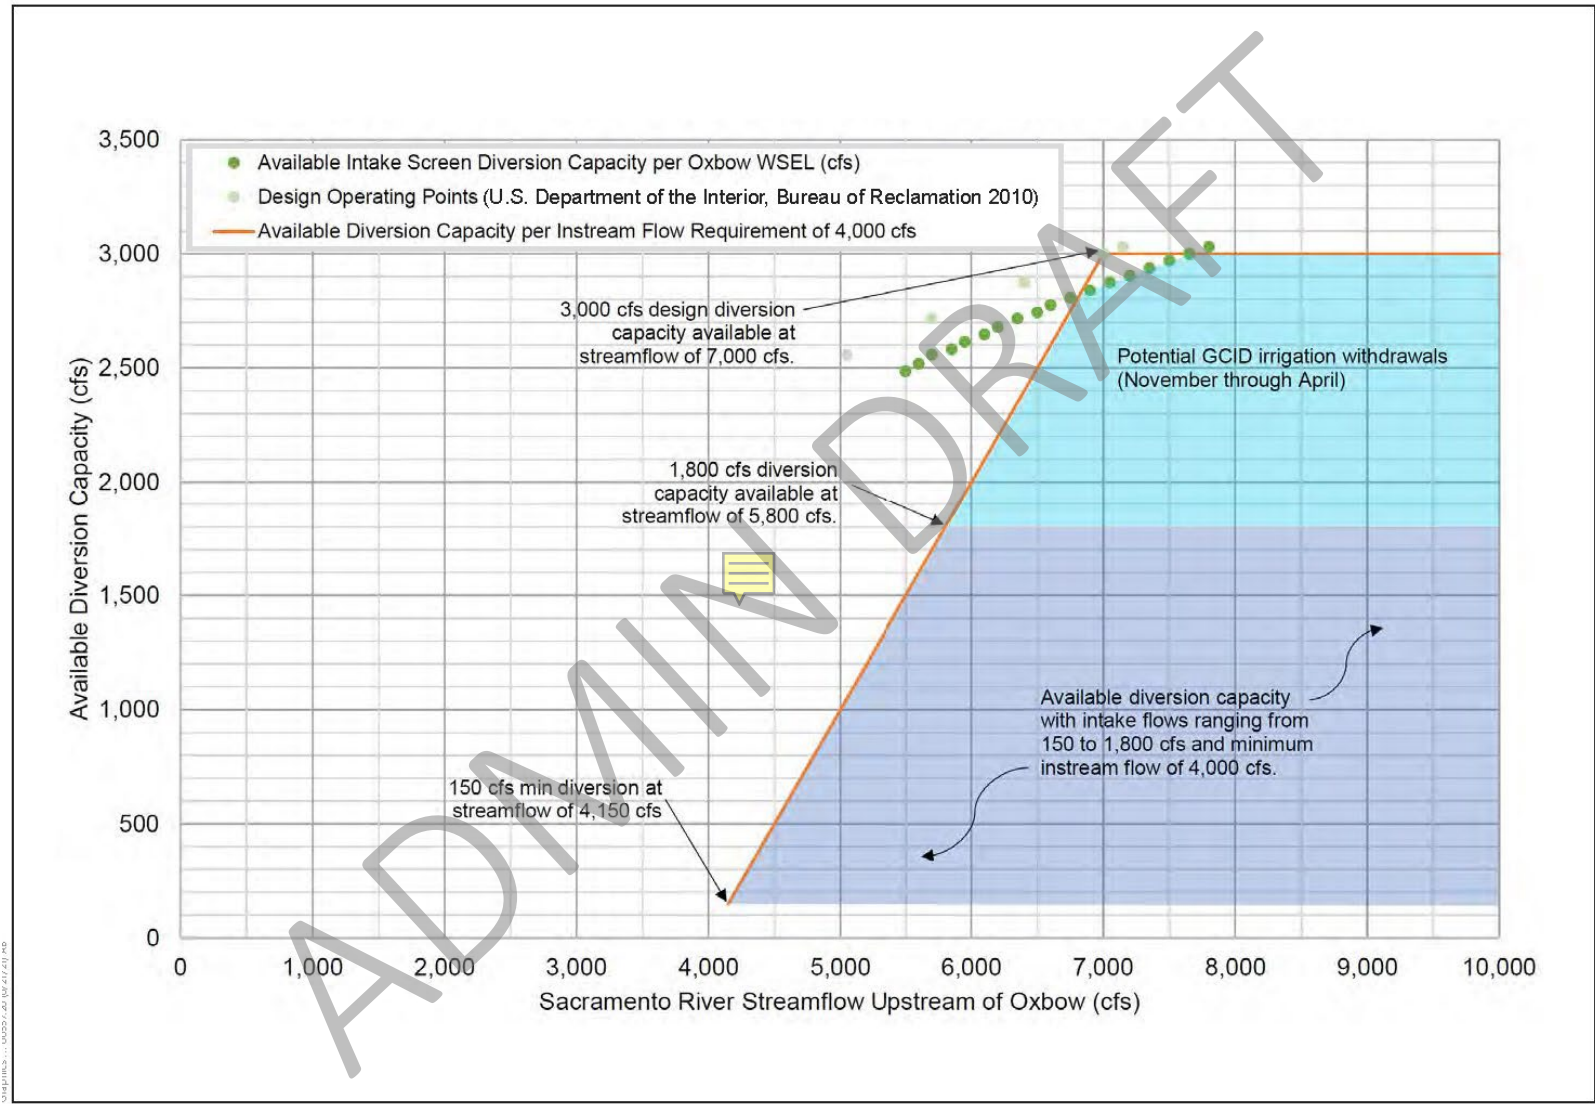 3,500
Available Intake Screen Diversion Capacity per Oxbow WSEL (cfs)
Design Operating Points (U.S. Department of the Interior, Bureau of Reclamation 2010)
Available Diversion Capacity per Instream Flow Requirement of 4,000 cfs
3,000
3,000 cfs design diversion
capacity available at
streamflow of 7,000 cfs.
Potential GCID irrigation withdrawals
(November through April)
2,500
1,800 cfs diversion
capacity available at
streamflow of 5,800 cfs.
2,000
Available Diversion Capacity (cfs)
1,500
Available diversion capacity
with intake flows ranging from
150 to 1,800 cfs and minimum
instream flow of 4,000 cfs.
1,000
150 cfs min diversion at
streamflow of 4,150 cfs
500
0
0 1,000 2,000 3,000 4,000 5,000 6,000 7,000 8,000 9,000 10,000
Sacramento River Streamflow Upstream of Oxbow (cfs)
ADMIN DRAFT